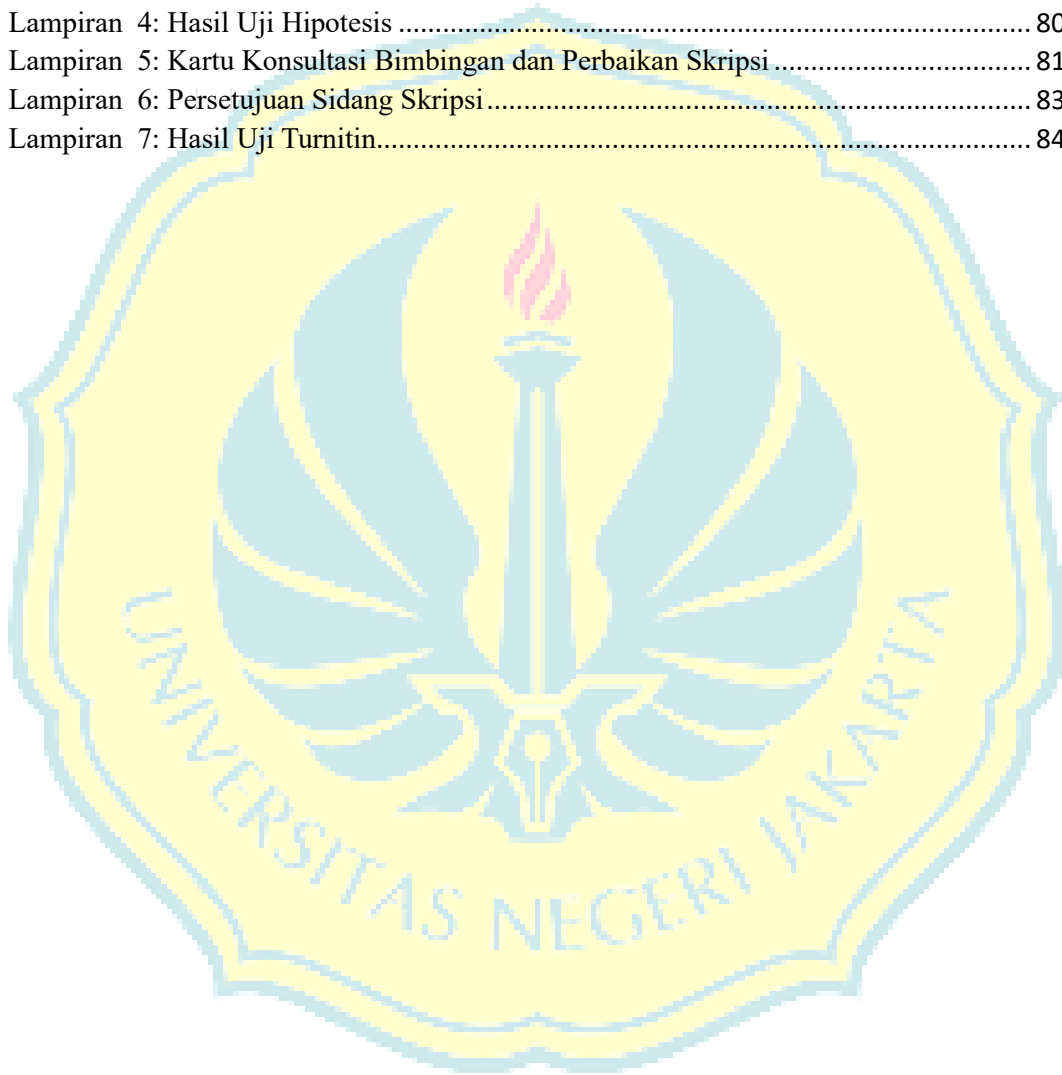 Lampiran 4: Hasil Uji Hipotesis ........................................................................................ 80
Lampiran 5: Kartu Konsultasi Bimbingan dan Perbaikan Skripsi ................................... 81
Lampiran 6: Persetujuan Sidang Skripsi ........................................................................... 83
Lampiran 7: Hasil Uji Turnitin .......................................................................................... 84
UNIVERSITAS NEGERI JAKARTA